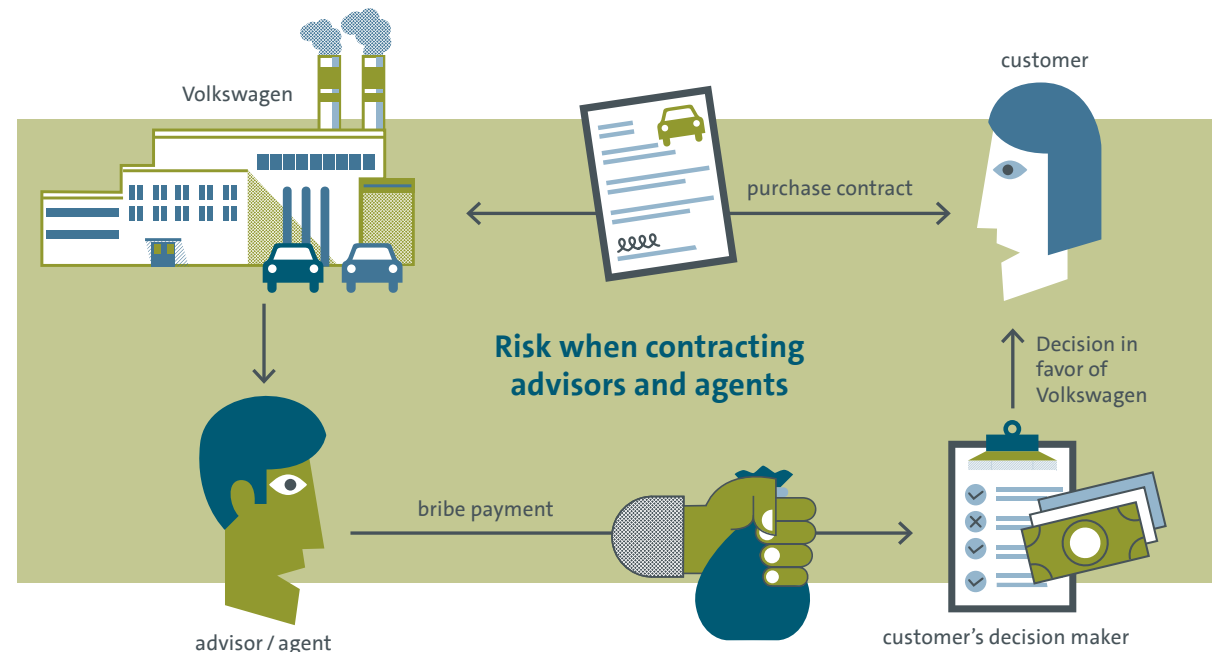 customer
Volkswagen
purchase contract
Risk when contracting
advisors and agents
Decision in
favor of
Volkswagen
bribe payment
advisor / agent
customer’s decision maker